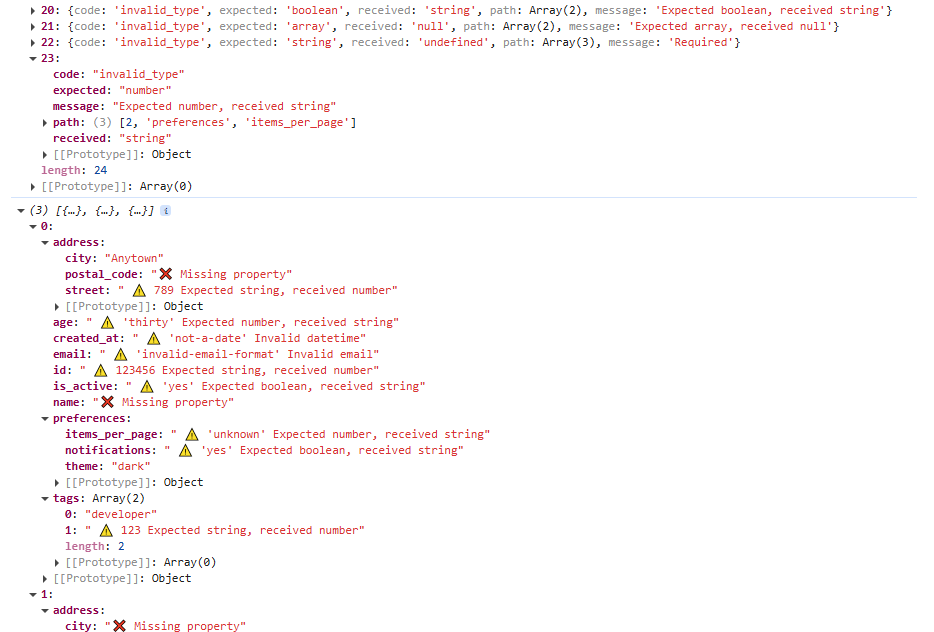 ▶ 20: {code: 'invalid_type', expected: 'boolean', received: 'string', path: Array(2), message: 'Expected boolean, received string'}
▶ 21: {code: 'invalid_type', expected: 'array', received: 'null', path: Array(2), message: 'Expected array, received null'}
▶ 22: {code: 'invalid_type', expected: 'string', received: 'undefined', path: Array(3), message: 'Required'}
▼ 23:
code: "invalid_type"
expected: "number"
message: "Expected number, received string"
▶ path: (3) [2, 'preferences', 'items_per_page']
received: "string"
▶ [[Prototype]]: Object
length: 24
▶ [[Prototype]]: Array(0)
▼ (3) [{…}, {…}, {…}] i
▼ 0:
▼ address:
city: "Anytown"
postal_code: "❌ Missing property"
street: " ⚠️ 789 Expected string, received number"
▶ [[Prototype]]: Object
age: " ⚠️ 'thirty' Expected number, received string"
created_at: " ⚠️ 'not-a-date' Invalid datetime"
email: " ⚠️ 'invalid-email-format' Invalid email"
id: " ⚠️ 123456 Expected string, received number"
is_active: " ⚠️ 'yes' Expected boolean, received string"
name: "❌ Missing property"
▼ preferences:
items_per_page: " ⚠️ 'unknown' Expected number, received string"
notifications: " ⚠️ 'yes' Expected boolean, received string"
theme: "dark"
▶ [[Prototype]]: Object
▼ tags: Array(2)
0: "developer"
1: " ⚠️ 123 Expected string, received number"
length: 2
▶ [[Prototype]]: Array(0)
▶ [[Prototype]]: Object
▼ 1:
▼ address:
city: "❌ Missing property"